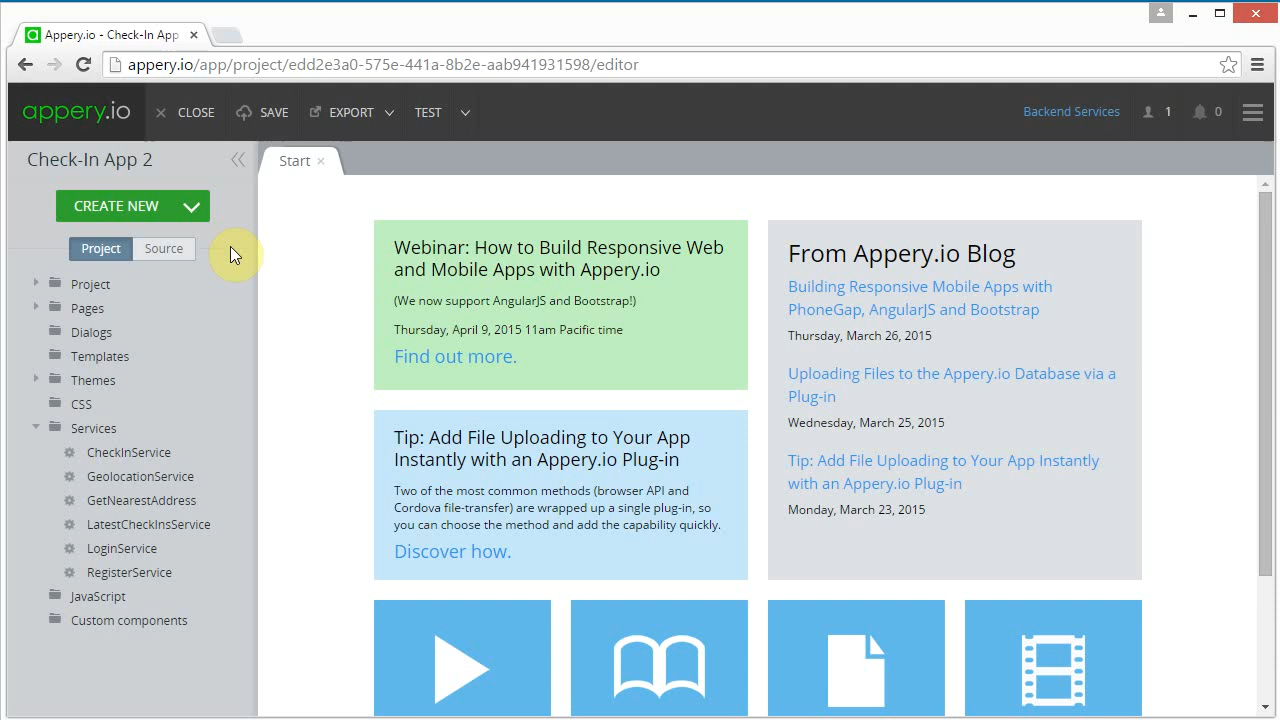 Appery.io - Check-In App
appery.io/app/project/edd2e3a0-575e-441a-8b2e-aab941931598/editor
appery.io
CLOSE
SAVE
EXPORT
TEST
Backend Services
1
0
Check-In App 2
Start
CREATE NEW
Project
Source
Project
Pages
Dialogs
Templates
Themes
CSS
Services
CheckInService
GeolocationService
GetNearestAddress
LatestCheckInsService
LoginService
RegisterService
JavaScript
Custom components
Webinar: How to Build Responsive Web
and Mobile Apps with Appery.io
(We now support AngularJS and Bootstrap!)
Thursday, April 9, 2015 11am Pacific time
Find out more.
Tip: Add File Uploading to Your App
Instantly with an Appery.io Plug-in
Two of the most common methods (browser API and
Cordova file-transfer) are wrapped up a single plug-in, so
you can choose the method and add the capability quickly.
Discover how.
From Appery.io Blog
Building Responsive Mobile Apps with
PhoneGap, AngularJS and Bootstrap
Thursday, March 26, 2015
Uploading Files to the Appery.io Database via a
Plug-in
Wednesday, March 25, 2015
Tip: Add File Uploading to Your App Instantly
with an Appery.io Plug-in
Monday, March 23, 2015